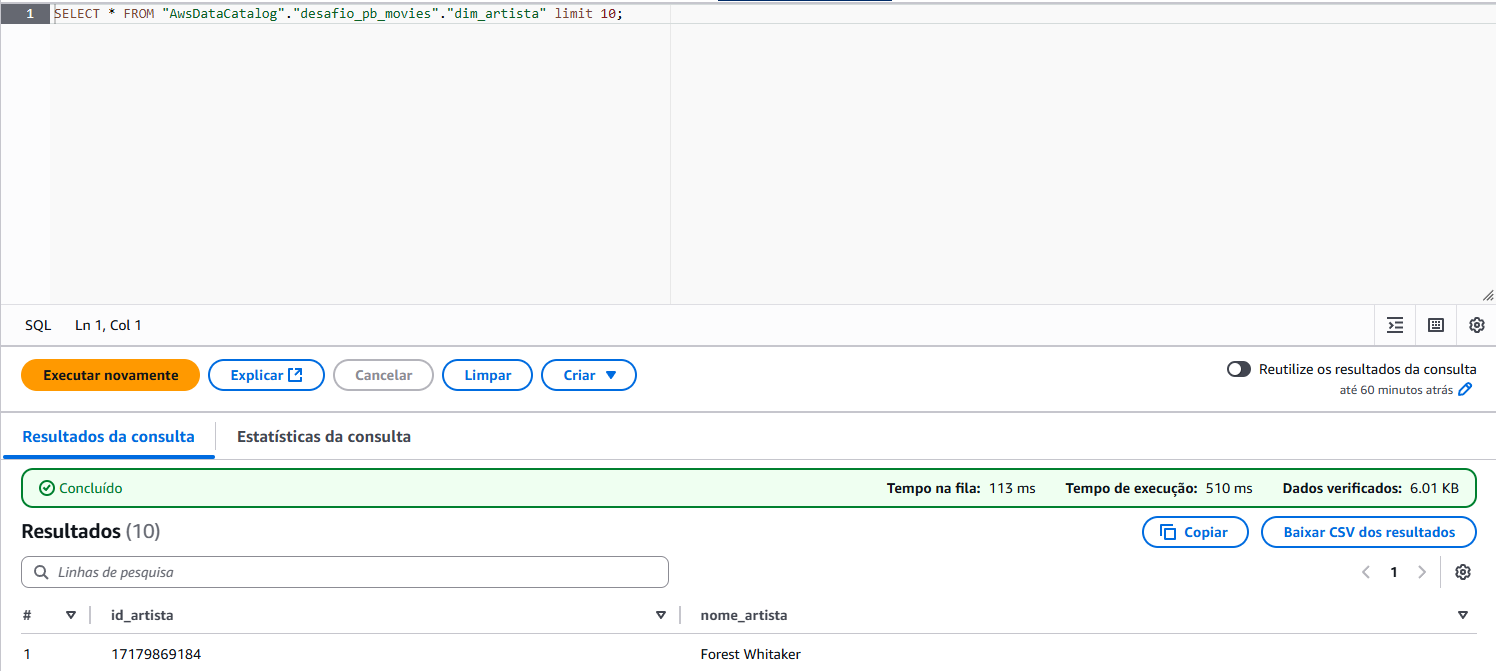 1 SELECT * FROM "AwsDataCatalog"."desafio_pb_movies"."dim_artista" limit 10;
SQL Ln 1, Col 1
Executar novamente Explicar Cancelar Limpar Criar Reutilize os resultados da consulta
até 60 minutos atrás
Resultados da consulta Estatísticas da consulta
Concluído Tempo na fila: 113 ms Tempo de execução: 510 ms Dados verificados: 6.01 KB
Resultados (10) Copiar Baixar CSV dos resultados
Linhas de pesquisa 1
# id_artista nome_artista
1 17179869184 Forest Whitaker